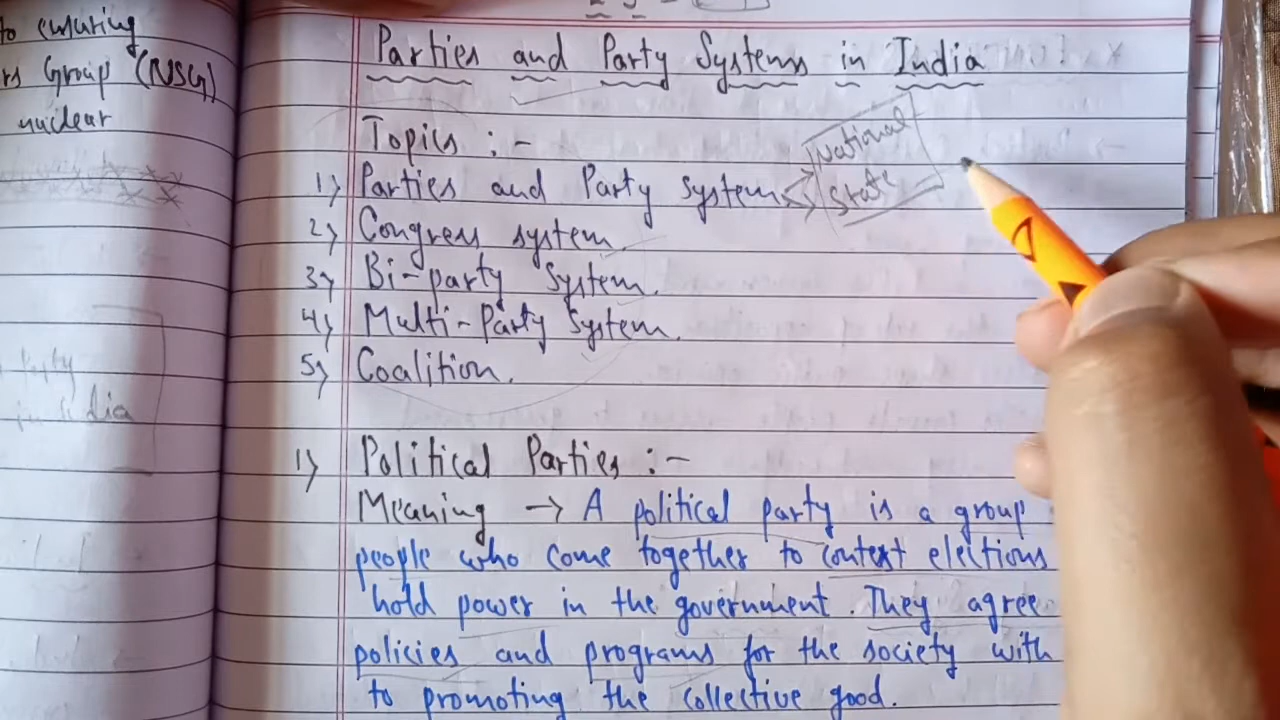 to ensuring
rs Group (NSG)
nuclear
Parties and Party Systems in India
Topics :-
1) Parties and Party system
National
State
2) Congress system.
3) Bi-party System.
4) Multi-Party System.
5) Coalition.
1) Political Parties :-
Meaning → A political party is a group
people who come together to contest elections
hold power in the government. They agree
policies and programs for the society with
to promoting the collective good.